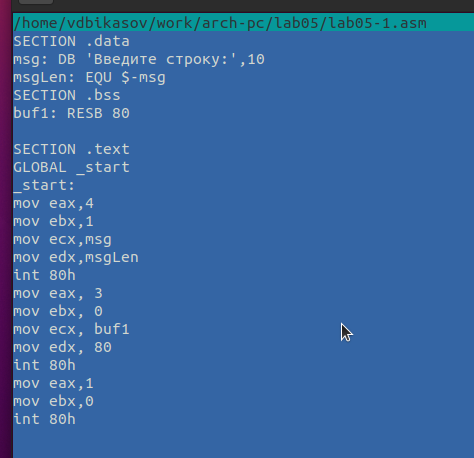 /home/vdbikasov/work/arch-pc/lab05/lab05-1.asm
SECTION .data
msg: DB 'Введите строку:',10
msgLen: EQU $-msg
SECTION .bss
buf1: RESB 80
SECTION .text
GLOBAL _start
_start:
mov eax,4
mov ebx,1
mov ecx,msg
mov edx,msgLen
int 80h
mov eax, 3
mov ebx, 0
mov ecx, buf1
mov edx, 80
int 80h
mov eax,1
mov ebx,0
int 80h